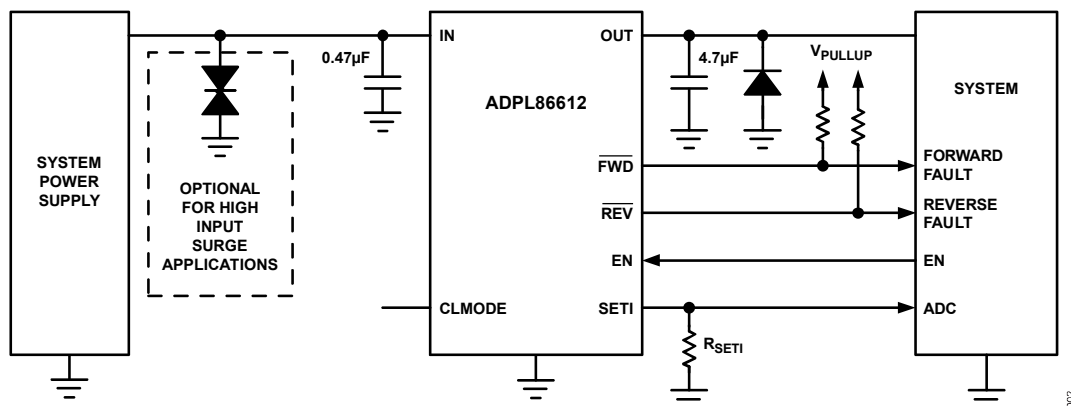 IN
OUT
0.47µF
4.7µF
VPULLUP
ADPL86612
SYSTEM
SYSTEM
POWER
SUPPLY
OPTIONAL
FOR HIGH
INPUT
SURGE
APPLICATIONS
FWD
FORWARD
FAULT
REV
REVERSE
FAULT
EN
EN
CLMODE
SETI
ADC
RSETI
002